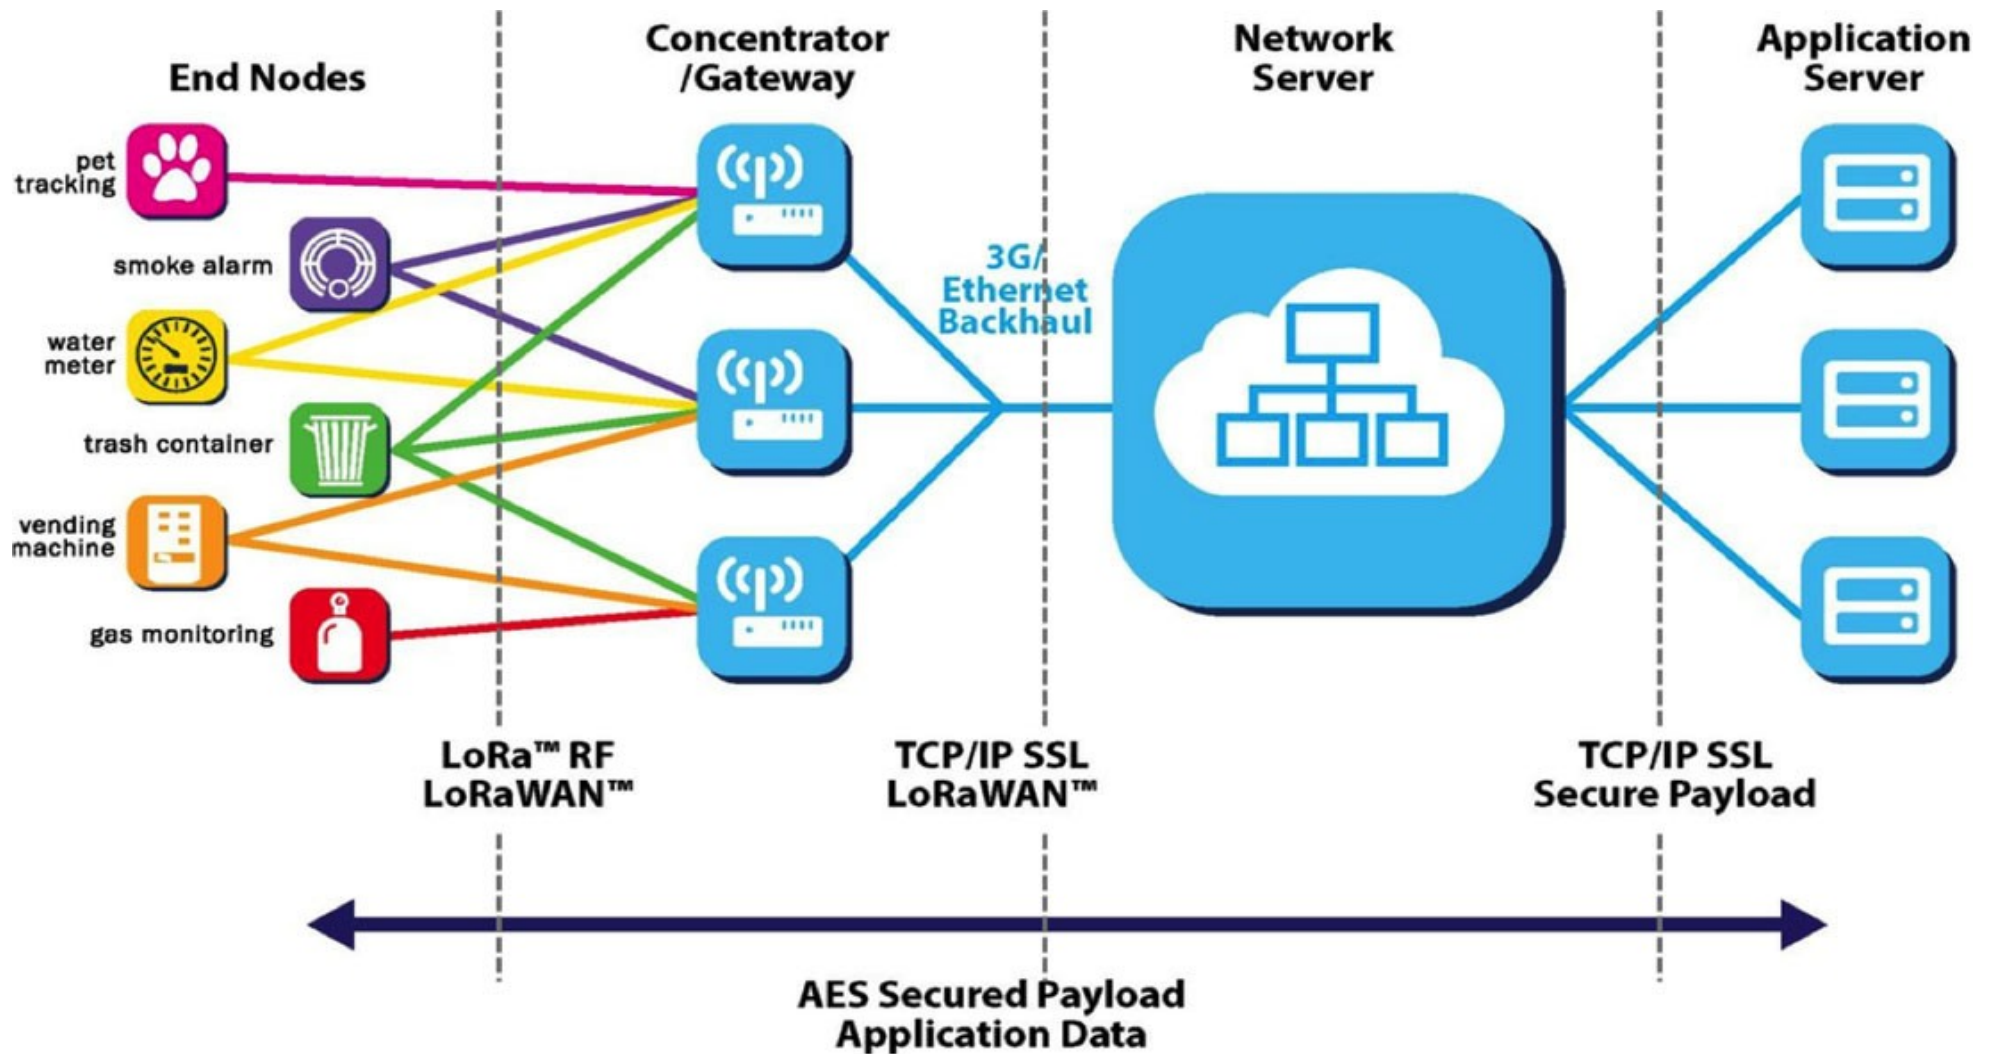 End Nodes
Concentrator
/Gateway
Network
Server
Application
Server
pet
tracking
smoke alarm
water
meter
trash container
vending
machine
gas monitoring
3G/
Ethernet
Backhaul
LoRa™ RF
LoRaWAN™
TCP/IP SSL
LoRaWAN™
TCP/IP SSL
Secure Payload
AES Secured Payload
Application Data